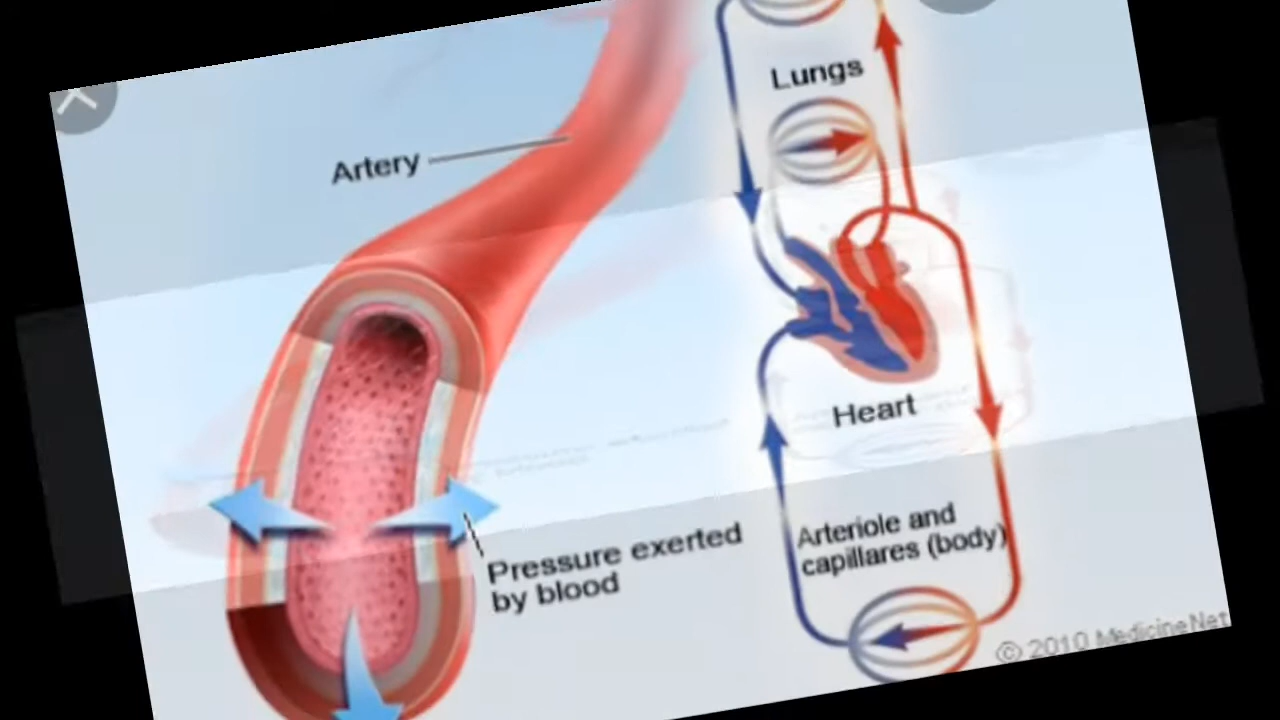 Lungs
Artery
Heart
Pressure exerted
by blood
Arteriole and
capillares (body)
© 2010 MedicineNet